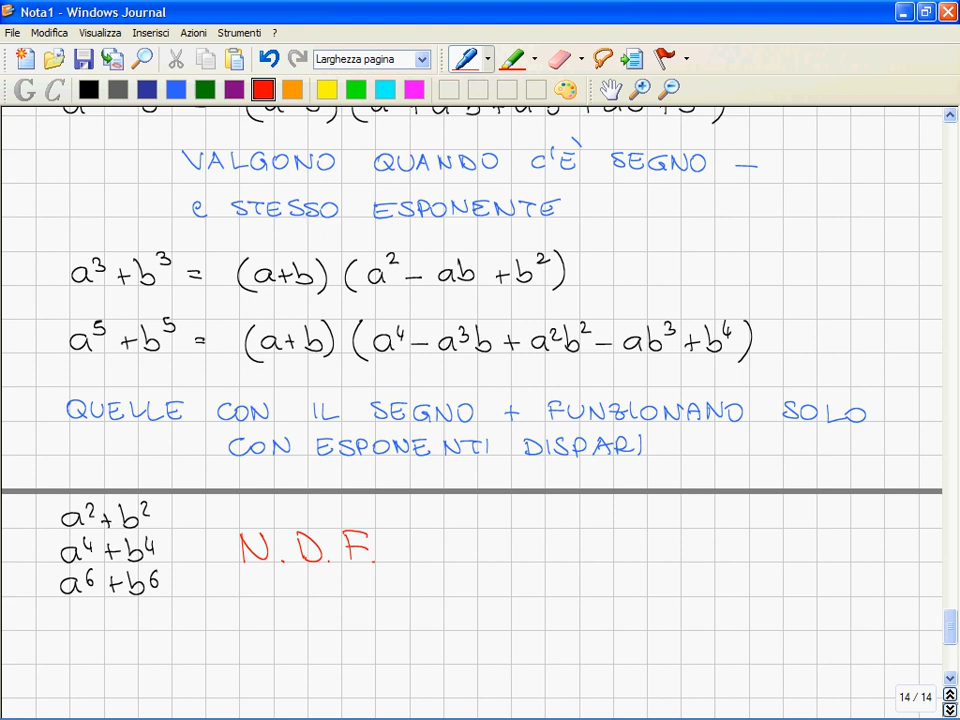 Nota1 - Windows Journal
File Modifica Visualizza Inserisci Azioni Strumenti ?
Larghezza pagina
G C
VALGONO QUANDO C'È SEGNO -
E STESSO ESPONENTE
a³ + b³ = (a+b) (a² - ab + b²)
a⁵ + b⁵ = (a+b) (a⁴ - a³b + a²b² - ab³ + b⁴)
QUELLE CON IL SEGNO + FUNZIONANO SOLO
CON ESPONENTI DISPARI
a² + b²
a⁴ + b⁴
N.D.F.
a⁶ + b⁶
14 / 14